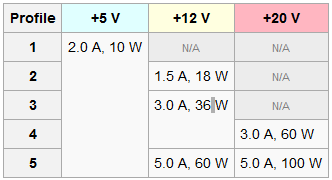 Profile +5 V +12 V +20 V
1 2.0 A, 10 W N/A N/A
2 1.5 A, 18 W N/A
3 3.0 A, 36 W N/A
4 3.0 A, 60 W
5 5.0 A, 60 W 5.0 A, 100 W